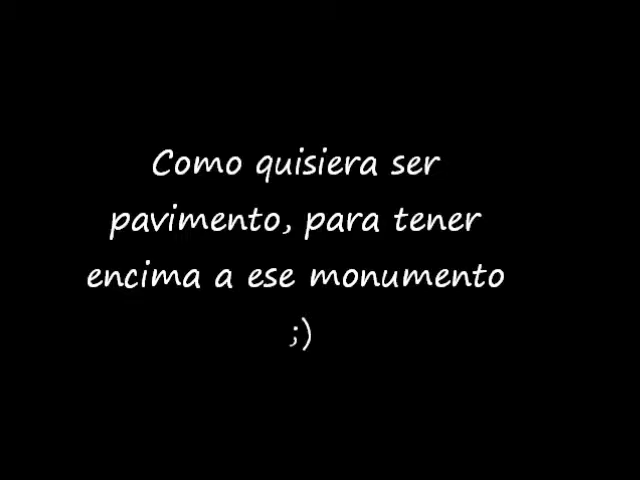 Como quisiera ser
pavimento, para tener
encima a ese monumento
;)